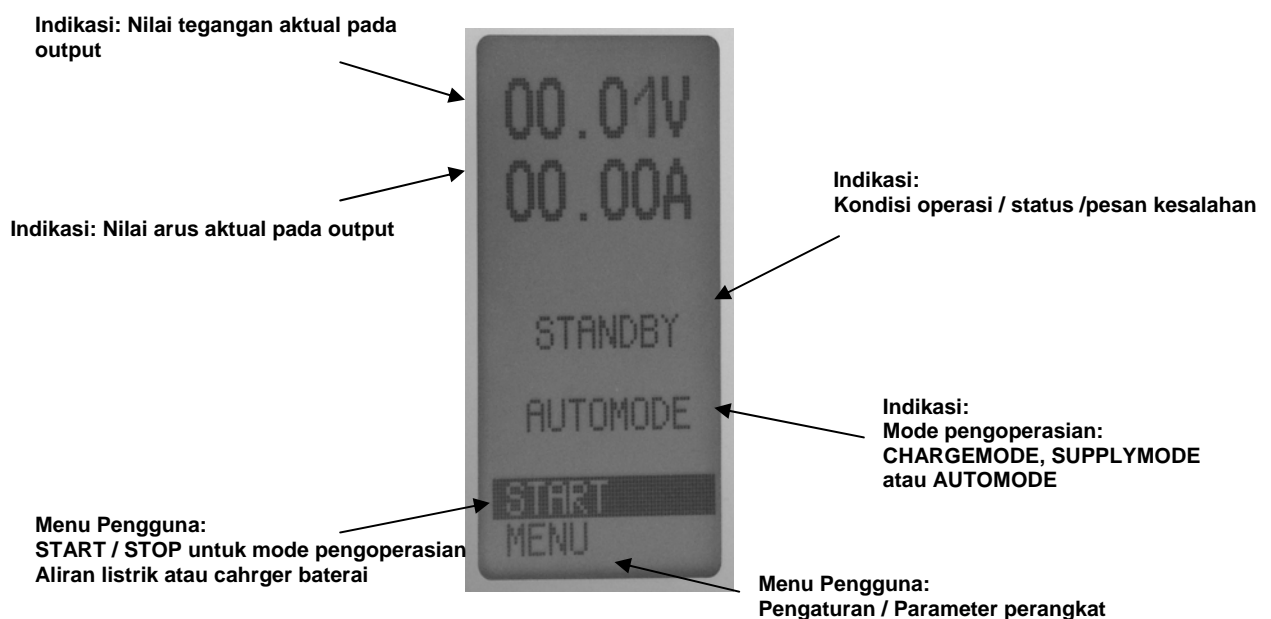 Indikasi: Nilai tegangan aktual pada
output
00.01V
00.00A
Indikasi: Nilai arus aktual pada output
Indikasi:
Kondisi operasi / status /pesan kesalahan
STANDBY
AUTOMODE
Indikasi:
Mode pengoperasian:
CHARGEMODE, SUPPLYMODE
atau AUTOMODE
START
MENU
Menu Pengguna:
START / STOP untuk mode pengoperasian
Aliran listrik atau cahrger baterai
Menu Pengguna:
Pengaturan / Parameter perangkat